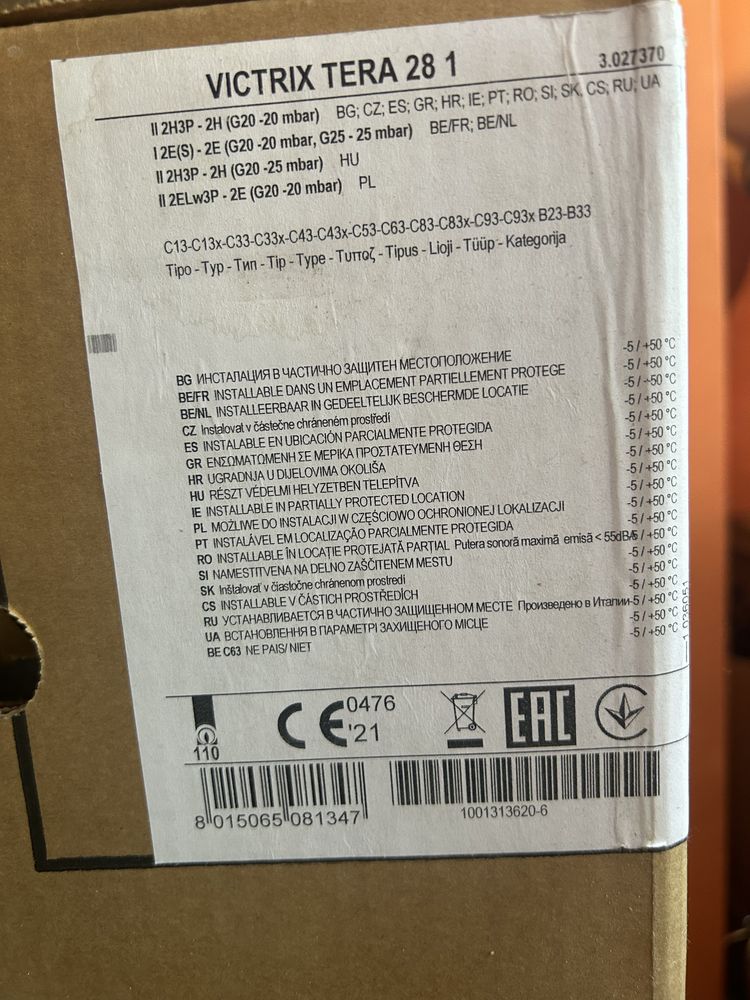 VICTRIX TERA 28 1
3.027370
II 2H3P - 2H (G20 -20 mbar) BG; CZ; ES; GR; HR; IE; PT; RO; SI; SK, CS; RU; UA
I 2E(S) - 2E (G20 -20 mbar, G25 - 25 mbar) BE/FR; BE/NL
II 2H3P - 2H (G20 -25 mbar) HU
II 2ELw3P - 2E (G20 -20 mbar) PL
C13-C13x-C33-C33x-C43-C43x-C53-C63-C83-C83x-C93-C93x B23-B33
Tipo - Typ - Тип - Tip - Type - Τυποζ - Tipus - Lioji - Tüüp - Kategorija
BG ИНСТАЛАЦИЯ В ЧАСТИЧНО ЗАЩИТЕН МЕСТОПОЛОЖЕНИЕ -5 / +50 °C
BE/FR INSTALLABLE DANS UN EMPLACEMENT PARTIELLEMENT PROTEGE -5 / +50 °C
BE/NL INSTALLEERBAAR IN GEDEELTELIJK BESCHERMDE LOCATIE -5 / +50 °C
CZ Instalovat v částečne chráneném prostředí -5 / +50 °C
ES INSTALABLE EN UBICACIÓN PARCIALMENTE PROTEGIDA -5 / +50 °C
GR ΕΝΣΩΜΑΤΩΜΕΝΗ ΣΕ ΜΕΡΙΚΑ ΠΡΟΣΤΑΤΕΥΜΕΝΗ ΘΕΣΗ -5 / +50 °C
HR UGRADNJA U DIJELOVIMA OKOLIŠA -5 / +50 °C
HU RÉSZT VÉDELMI HELYZETBEN TELEPÍTVA -5 / +50 °C
IE INSTALLABLE IN PARTIALLY PROTECTED LOCATION -5 / +50 °C
PL MOŻLIWE DO INSTALACJI W CZĘŚCIOWO OCHRONIONEJ LOKALIZACJI -5 / +50 °C
PT INSTALÁVEL EM LOCALIZAÇÃO PARCIALMENTE PROTEGIDA -5 / +50 °C
RO INSTALLABLE ÎN LOCAȚIE PROTEJATĂ PARȚIAL Putera sonoră maximă emisă < 55dB -5 / +50 °C
SI NAMESTITVENA NA DELNO ZAŠČITENEM MESTU -5 / +50 °C
SK Inštalovať v čiastočne chránenom prostredí -5 / +50 °C
CS INSTALLABLE V ČÁSTICH PROSTŘEDÍCH -5 / +50 °C
RU УСТАНАВЛИВАЕТСЯ В ЧАСТИЧНО ЗАЩИЩЕННОМ МЕСТЕ Произведено в Италии -5 / +50 °C
UA ВСТАНОВЛЕННЯ В ПАРАМЕТРІ ЗАХИЩЕНОГО МІСЦЕ -5 / +50 °C
BE C63 NE PAIS/ NIET
110
CE 0476
'21
EAC
8 015065 081347
1001313620-6